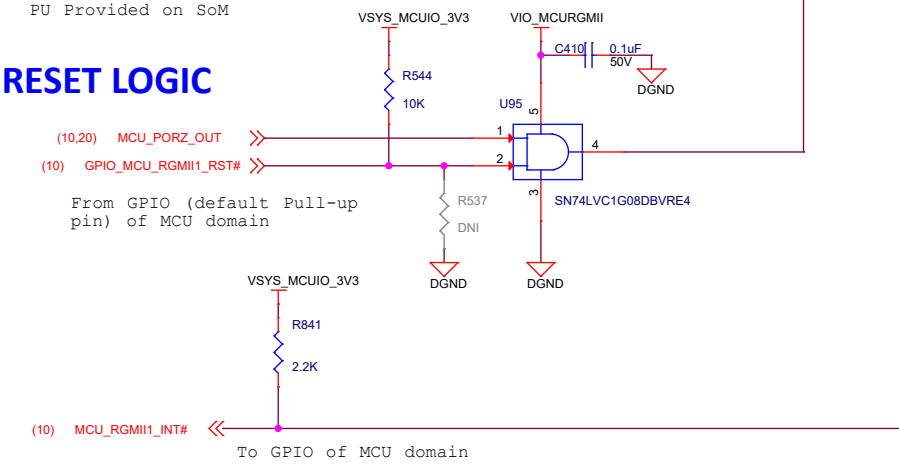 PU Provided on SoM
VSYS_MCUIO_3V3
VIO_MCURGMII
C410
0.1uF
50V
DGND
RESET LOGIC
R544
10K
U95
5
(10,20) MCU_PORZ_OUT
1
4
(10) GPIO_MCU_RGMII1_RST#
2
3
SN74LVC1G08DBVRE4
From GPIO (default Pull-up
pin) of MCU domain
R537
DNI
DGND
DGND
VSYS_MCUIO_3V3
R841
2.2K
(10) MCU_RGMII1_INT#
To GPIO of MCU domain